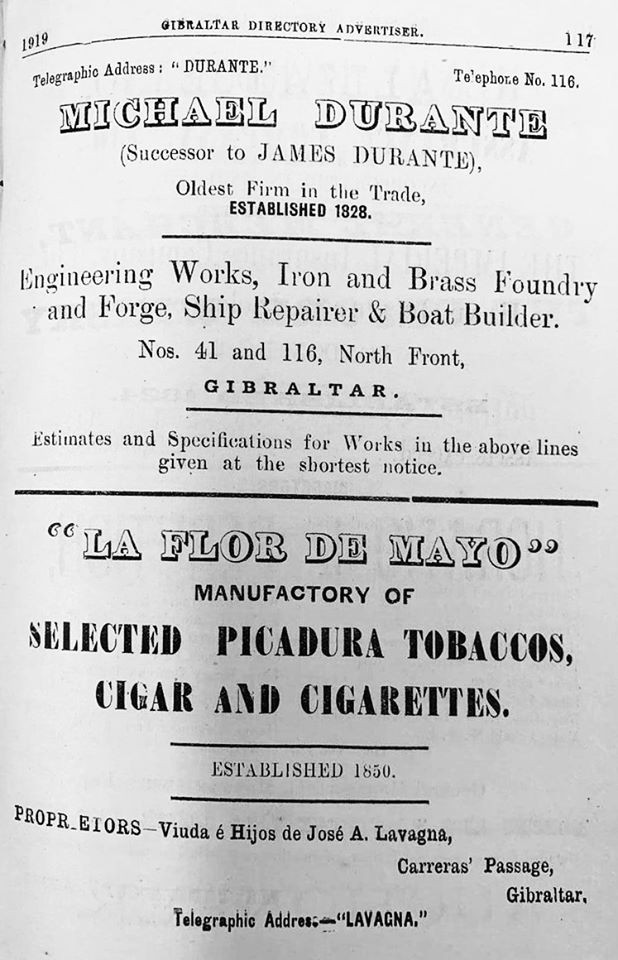 1919 GIBRALTAR DIRECTORY ADVERTISER. 117
Telegraphic Address: "DURANTE." Te'ephone No. 116.
MICHAEL DURANTE
(Successor to JAMES DURANTE),
Oldest Firm in the Trade,
ESTABLISHED 1828.
Engineering Works, Iron and Brass Foundry
and Forge, Ship Repairer & Boat Builder.
Nos. 41 and 116, North Front,
GIBRALTAR.
Estimates and Specifications for Works in the above lines
given at the shortest notice.
"LA FLOR DE MAYO"
MANUFACTORY OF
SELECTED PICADURA TOBACCOS,
CIGAR AND CIGARETTES.
ESTABLISHED 1850.
PROPR_EIORS—Viuda é Hijos de José A. Lavagna,
Carreras' Passage,
Gibraltar.
Telegraphic Addres:—"LAVAGNA."